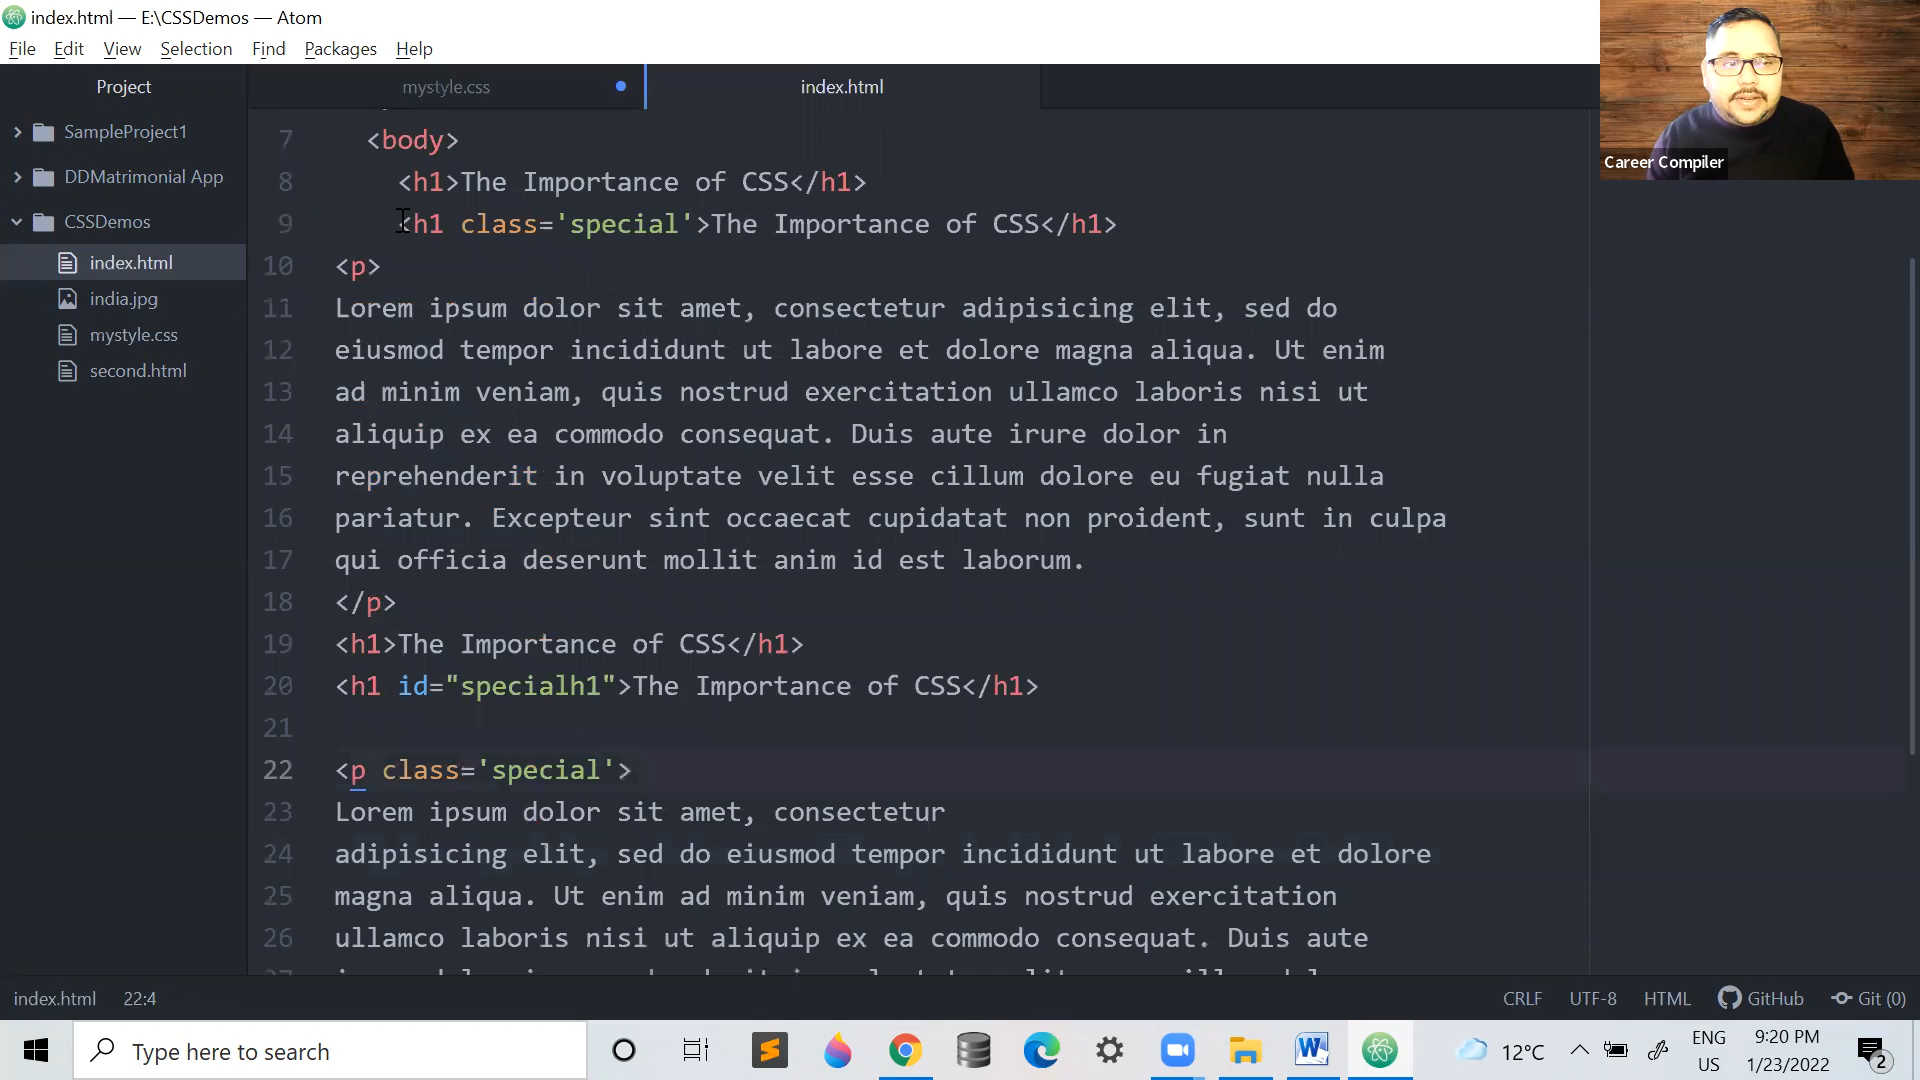 index.html — E:\CSSDemos — Atom
File Edit View Selection Find Packages Help
Project
mystyle.css
index.html
SampleProject1
DDMatrimonial App
CSSDemos
index.html
india.jpg
mystyle.css
second.html
7 <body>
8 <h1>The Importance of CSS</h1>
9 <h1 class='special'>The Importance of CSS</h1>
10 <p>
11 Lorem ipsum dolor sit amet, consectetur adipisicing elit, sed do
12 eiusmod tempor incididunt ut labore et dolore magna aliqua. Ut enim
13 ad minim veniam, quis nostrud exercitation ullamco laboris nisi ut
14 aliquip ex ea commodo consequat. Duis aute irure dolor in
15 reprehenderit in voluptate velit esse cillum dolore eu fugiat nulla
16 pariatur. Excepteur sint occaecat cupidatat non proident, sunt in culpa
17 qui officia deserunt mollit anim id est laborum.
18 </p>
19 <h1>The Importance of CSS</h1>
20 <h1 id="specialh1">The Importance of CSS</h1>
21
22 <p class='special'>
23 Lorem ipsum dolor sit amet, consectetur
24 adipisicing elit, sed do eiusmod tempor incididunt ut labore et dolore
25 magna aliqua. Ut enim ad minim veniam, quis nostrud exercitation
26 ullamco laboris nisi ut aliquip ex ea commodo consequat. Duis aute
Career Compiler
index.html 22:4 CRLF UTF-8 HTML GitHub Git (0)
Type here to search
12°C
ENG
US
9:20 PM
1/23/2022
2